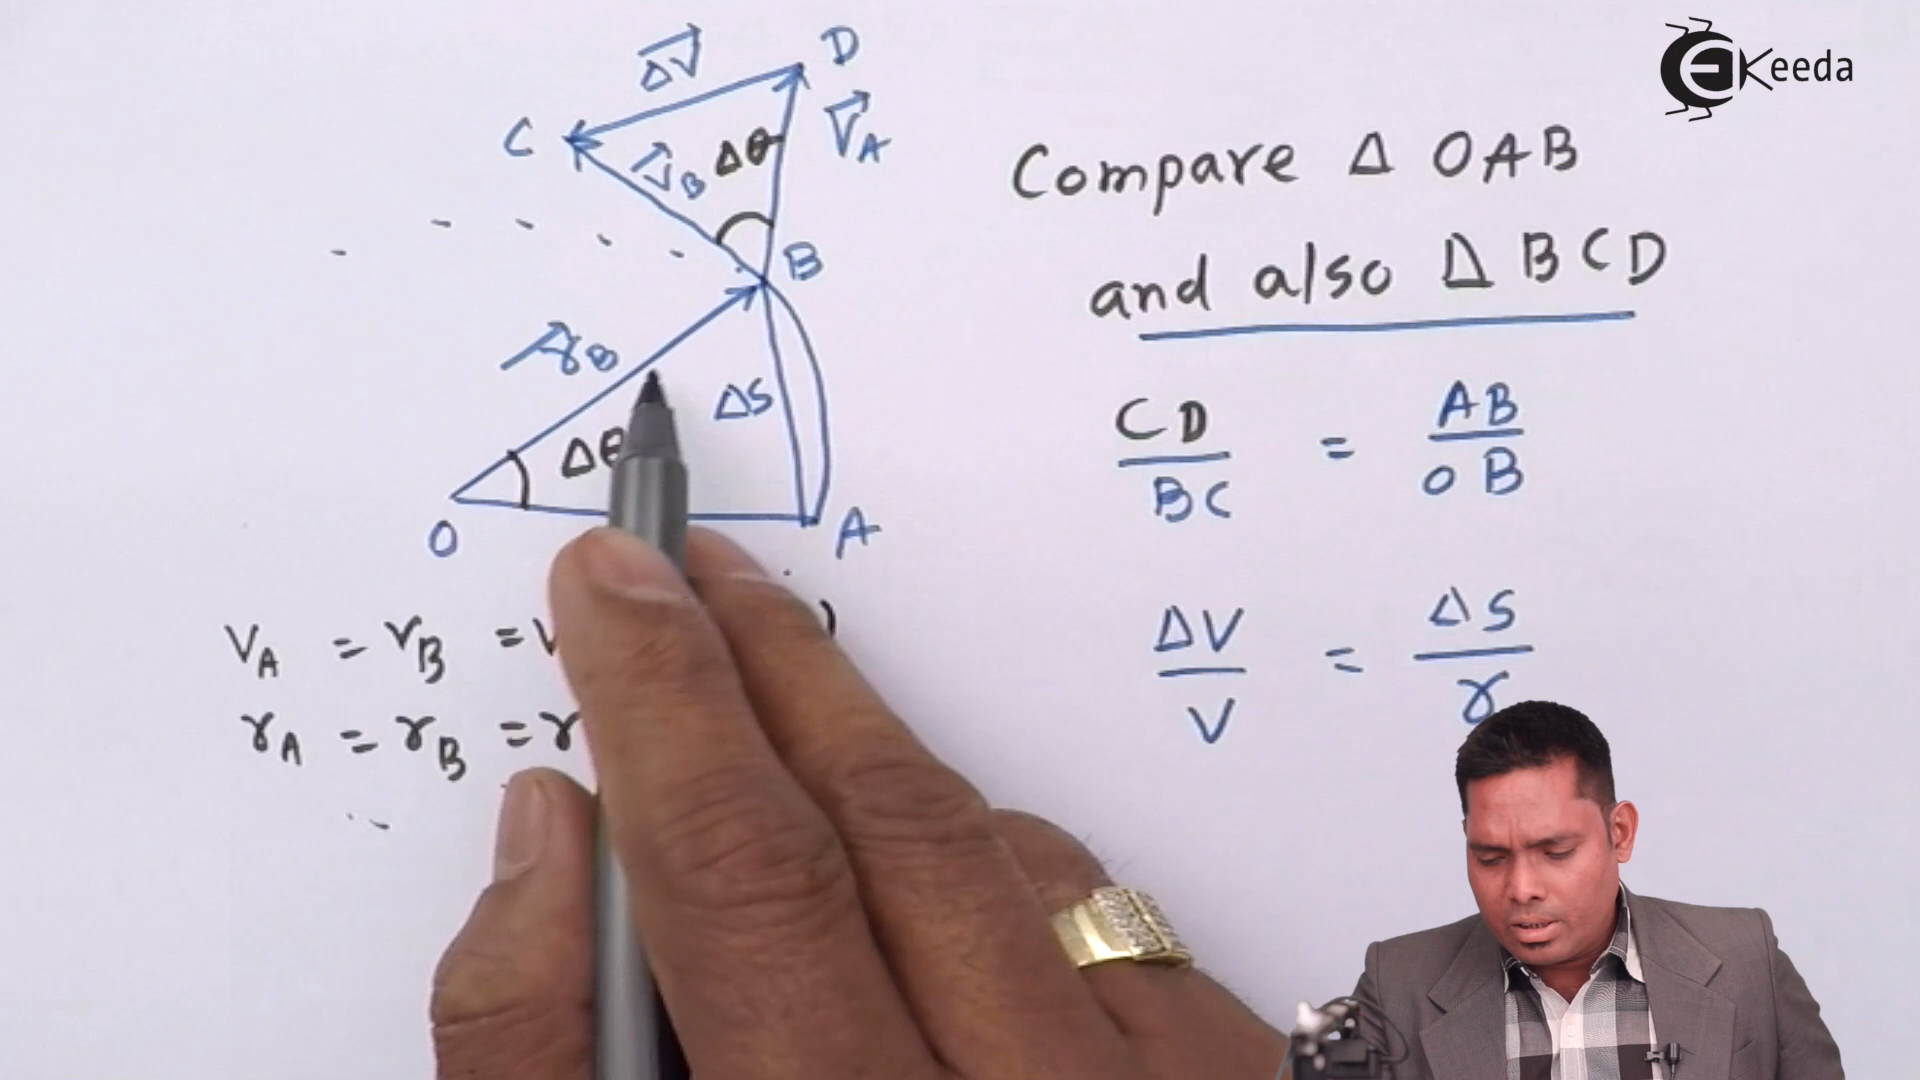 EKeeda
ΔV D
C V_B Δθ V_A
B
r_B ΔS
Δθ
O A
V_A = V_B = V )
r_A = r_B = r
Compare Δ OAB
and also Δ BCD
CD/BC = AB/OB
ΔV/V = ΔS/r